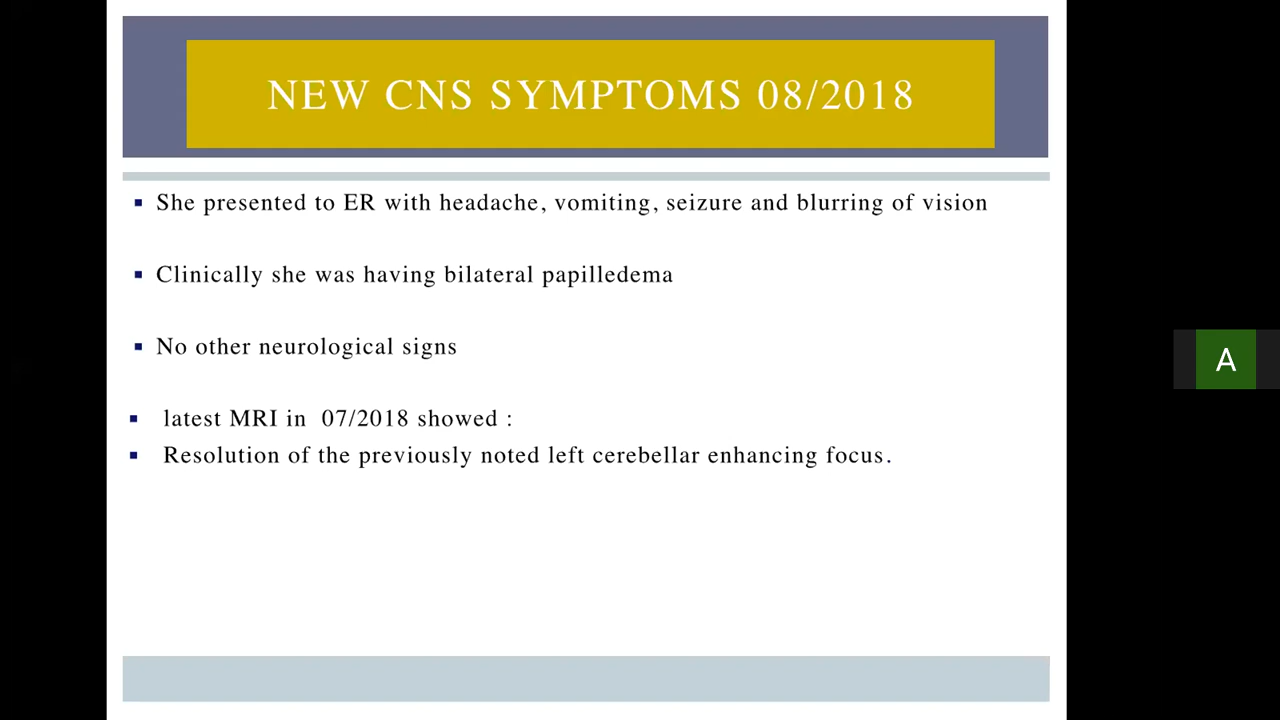 NEW CNS SYMPTOMS 08/2018
▪ She presented to ER with headache, vomiting, seizure and blurring of vision
▪ Clinically she was having bilateral papilledema
▪ No other neurological signs
▪ latest MRI in 07/2018 showed :
▪ Resolution of the previously noted left cerebellar enhancing focus.
A